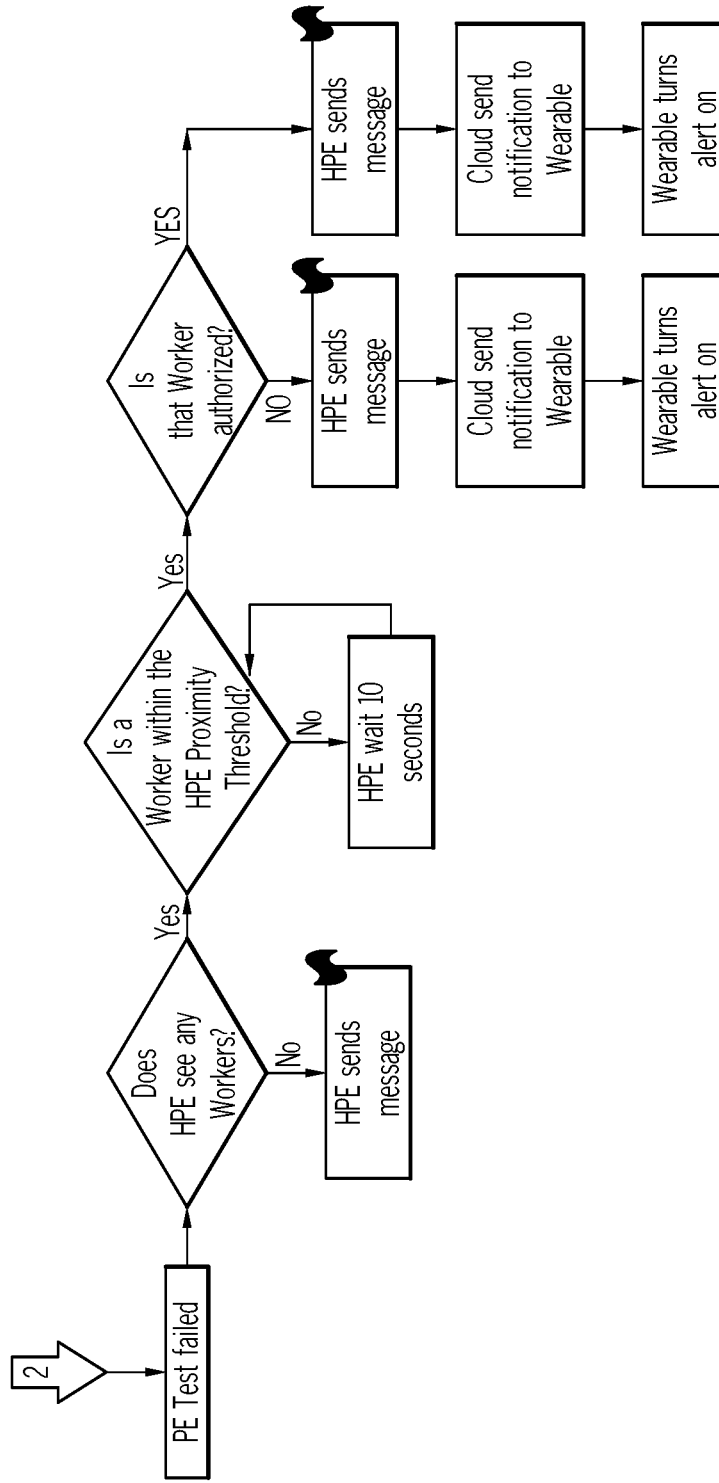 2
PE Test failed
Does
HPE see any
Workers?
Yes
No
HPE sends
message
Is a
Worker within the
HPE Proximity
Threshold?
Yes
No
HPE wait 10
seconds
Is
that Worker
authorized?
YES
NO
HPE sends
message
Cloud send
notification to
Wearable
Wearable turns
alert on
HPE sends
message
Cloud send
notification to
Wearable
Wearable turns
alert on